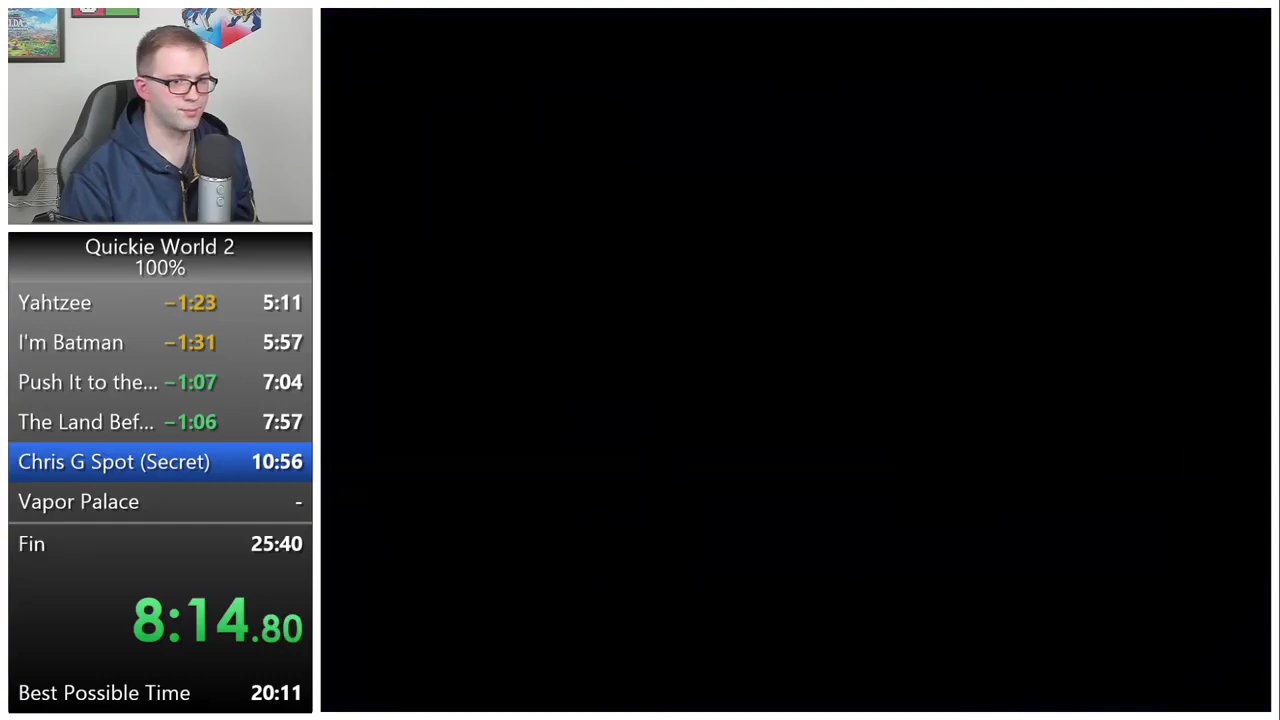 Quickie World 2
100%
Yahtzee −1:23 5:11
I'm Batman −1:31 5:57
Push It to the... −1:07 7:04
The Land Bef... −1:06 7:57
Chris G Spot (Secret) 10:56
Vapor Palace -
Fin 25:40
8:14.80
Best Possible Time 20:11